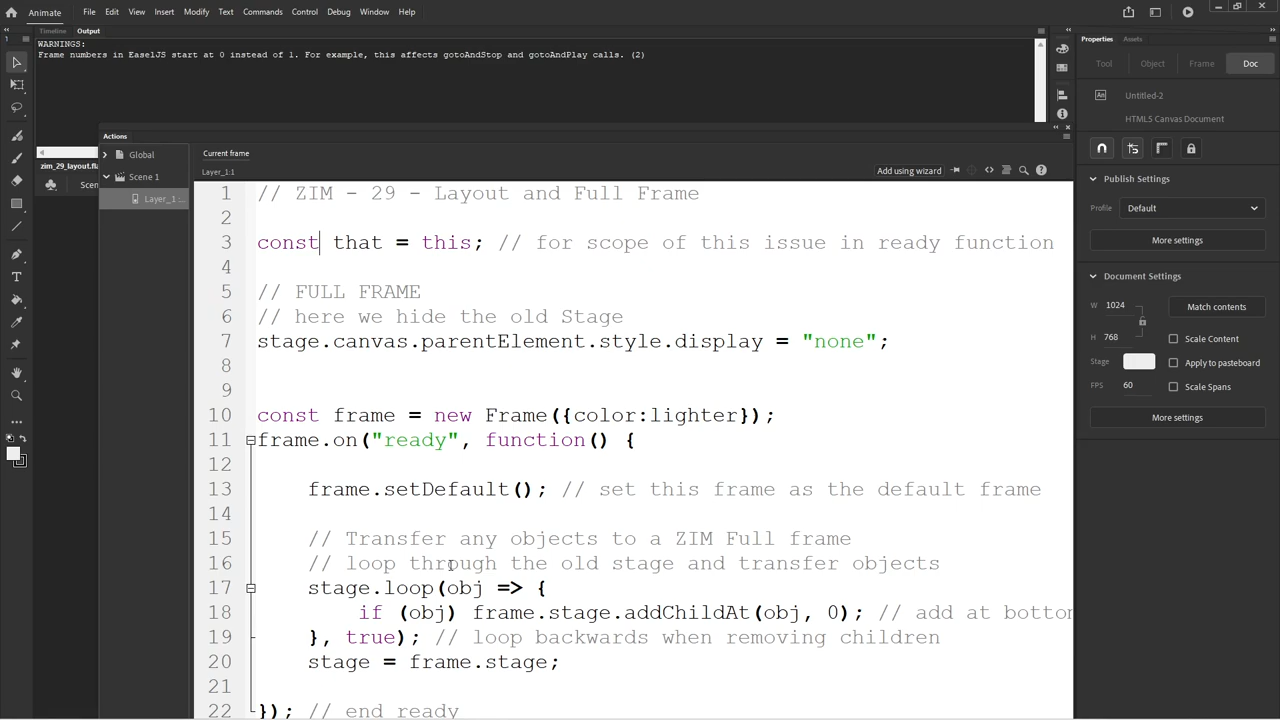 Animate
File
Edit
View
Insert
Modify
Text
Commands
Control
Debug
Window
Help
Timeline
Output
WARNINGS:
Frame numbers in EaselJS start at 0 instead of 1. For example, this affects gotoAndStop and gotoAndPlay calls. (2)
1
Actions
zim_29_layout.fl
Scen
Global
Scene 1
Layer_1 :...
Current frame
Layer_1:1
Add using wizard
1 // ZIM - 29 - Layout and Full Frame
2
3 const that = this; // for scope of this issue in ready function
4
5 // FULL FRAME
6 // here we hide the old Stage
7 stage.canvas.parentElement.style.display = "none";
8
9
10 const frame = new Frame({color:lighter});
11 frame.on("ready", function() {
12
13 frame.setDefault(); // set this frame as the default frame
14
15 // Transfer any objects to a ZIM Full frame
16 // loop through the old stage and transfer objects
17 stage.loop(obj => {
18 if (obj) frame.stage.addChildAt(obj, 0); // add at bottom
19 }, true); // loop backwards when removing children
20 stage = frame.stage;
21
22 }); // end ready
Properties
Assets
Tool
Object
Frame
Doc
An
Untitled-2
HTML5 Canvas Document
Publish Settings
Profile
Default
More settings
Document Settings
W 1024
Match contents
H 768
Scale Content
Stage
Apply to pasteboard
FPS 60
Scale Spans
More settings